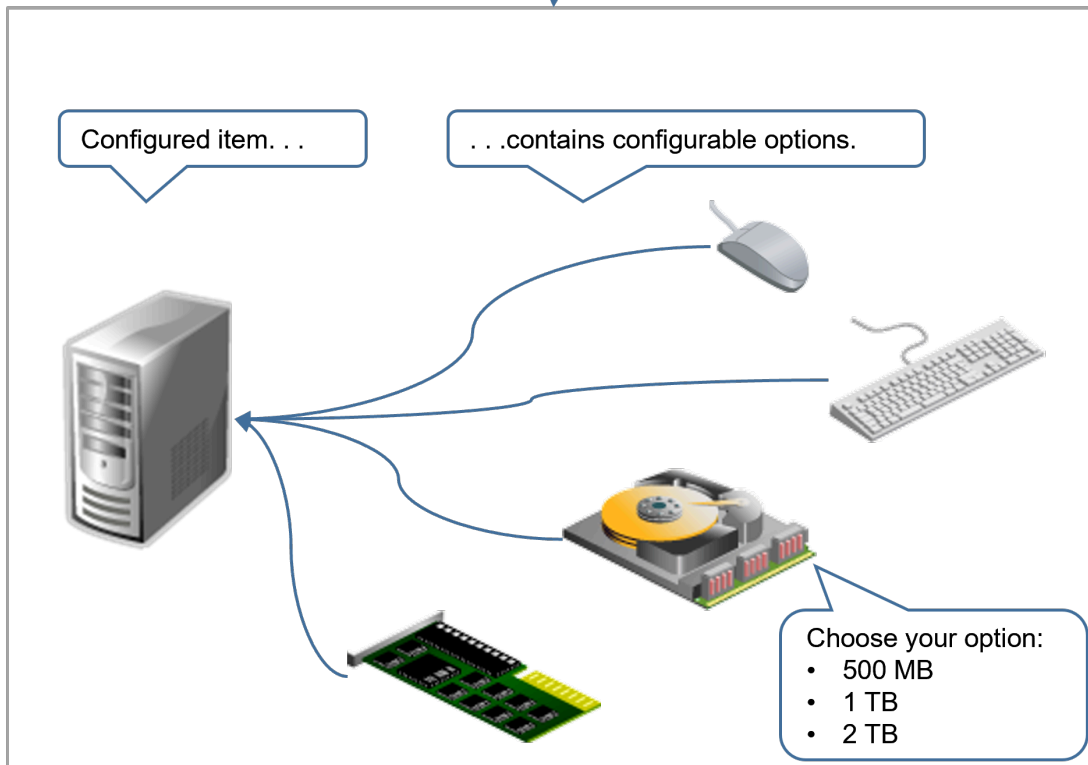 Configured item. . .
. . .contains configurable options.
Choose your option:
• 500 MB
• 1 TB
• 2 TB